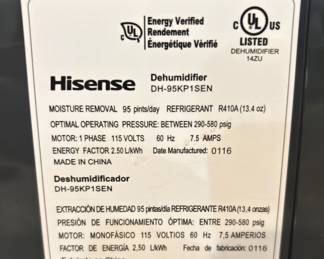 Energy Verified
Rendement
Énergétique Vérifié
UL
C UL US
LISTED
DEHUMIDIFIER
14ZU
Hisense
Dehumidifier
DH-95KP1SEN
MOISTURE REMOVAL 95 pints/day REFRIGERANT R410A (13.4 oz)
OPTIMAL OPERATING PRESSURE: BETWEEN 290-580 psig
MOTOR: 1 PHASE 115 VOLTS 60 Hz 7.5 AMPS
ENERGY FACTOR 2.50 L/kWh Date Manufactured: 0116
MADE IN CHINA
Deshumidificador
DH-95KP1SEN
EXTRACCIÓN DE HUMEDAD 95 pintas/día REFRIGERANTE R410A (13,4 onzas)
PRESIÓN DE FUNCIONAMIENTO ÓPTIMA: ENTRE 290-580 psig
MOTOR: MONOFÁSICO 115 VOLTIOS 60 Hz 7,5 AMPERIOS
FACTOR DE ENERGÍA 2,50 L/kWh Fecha de fabricación: 0116